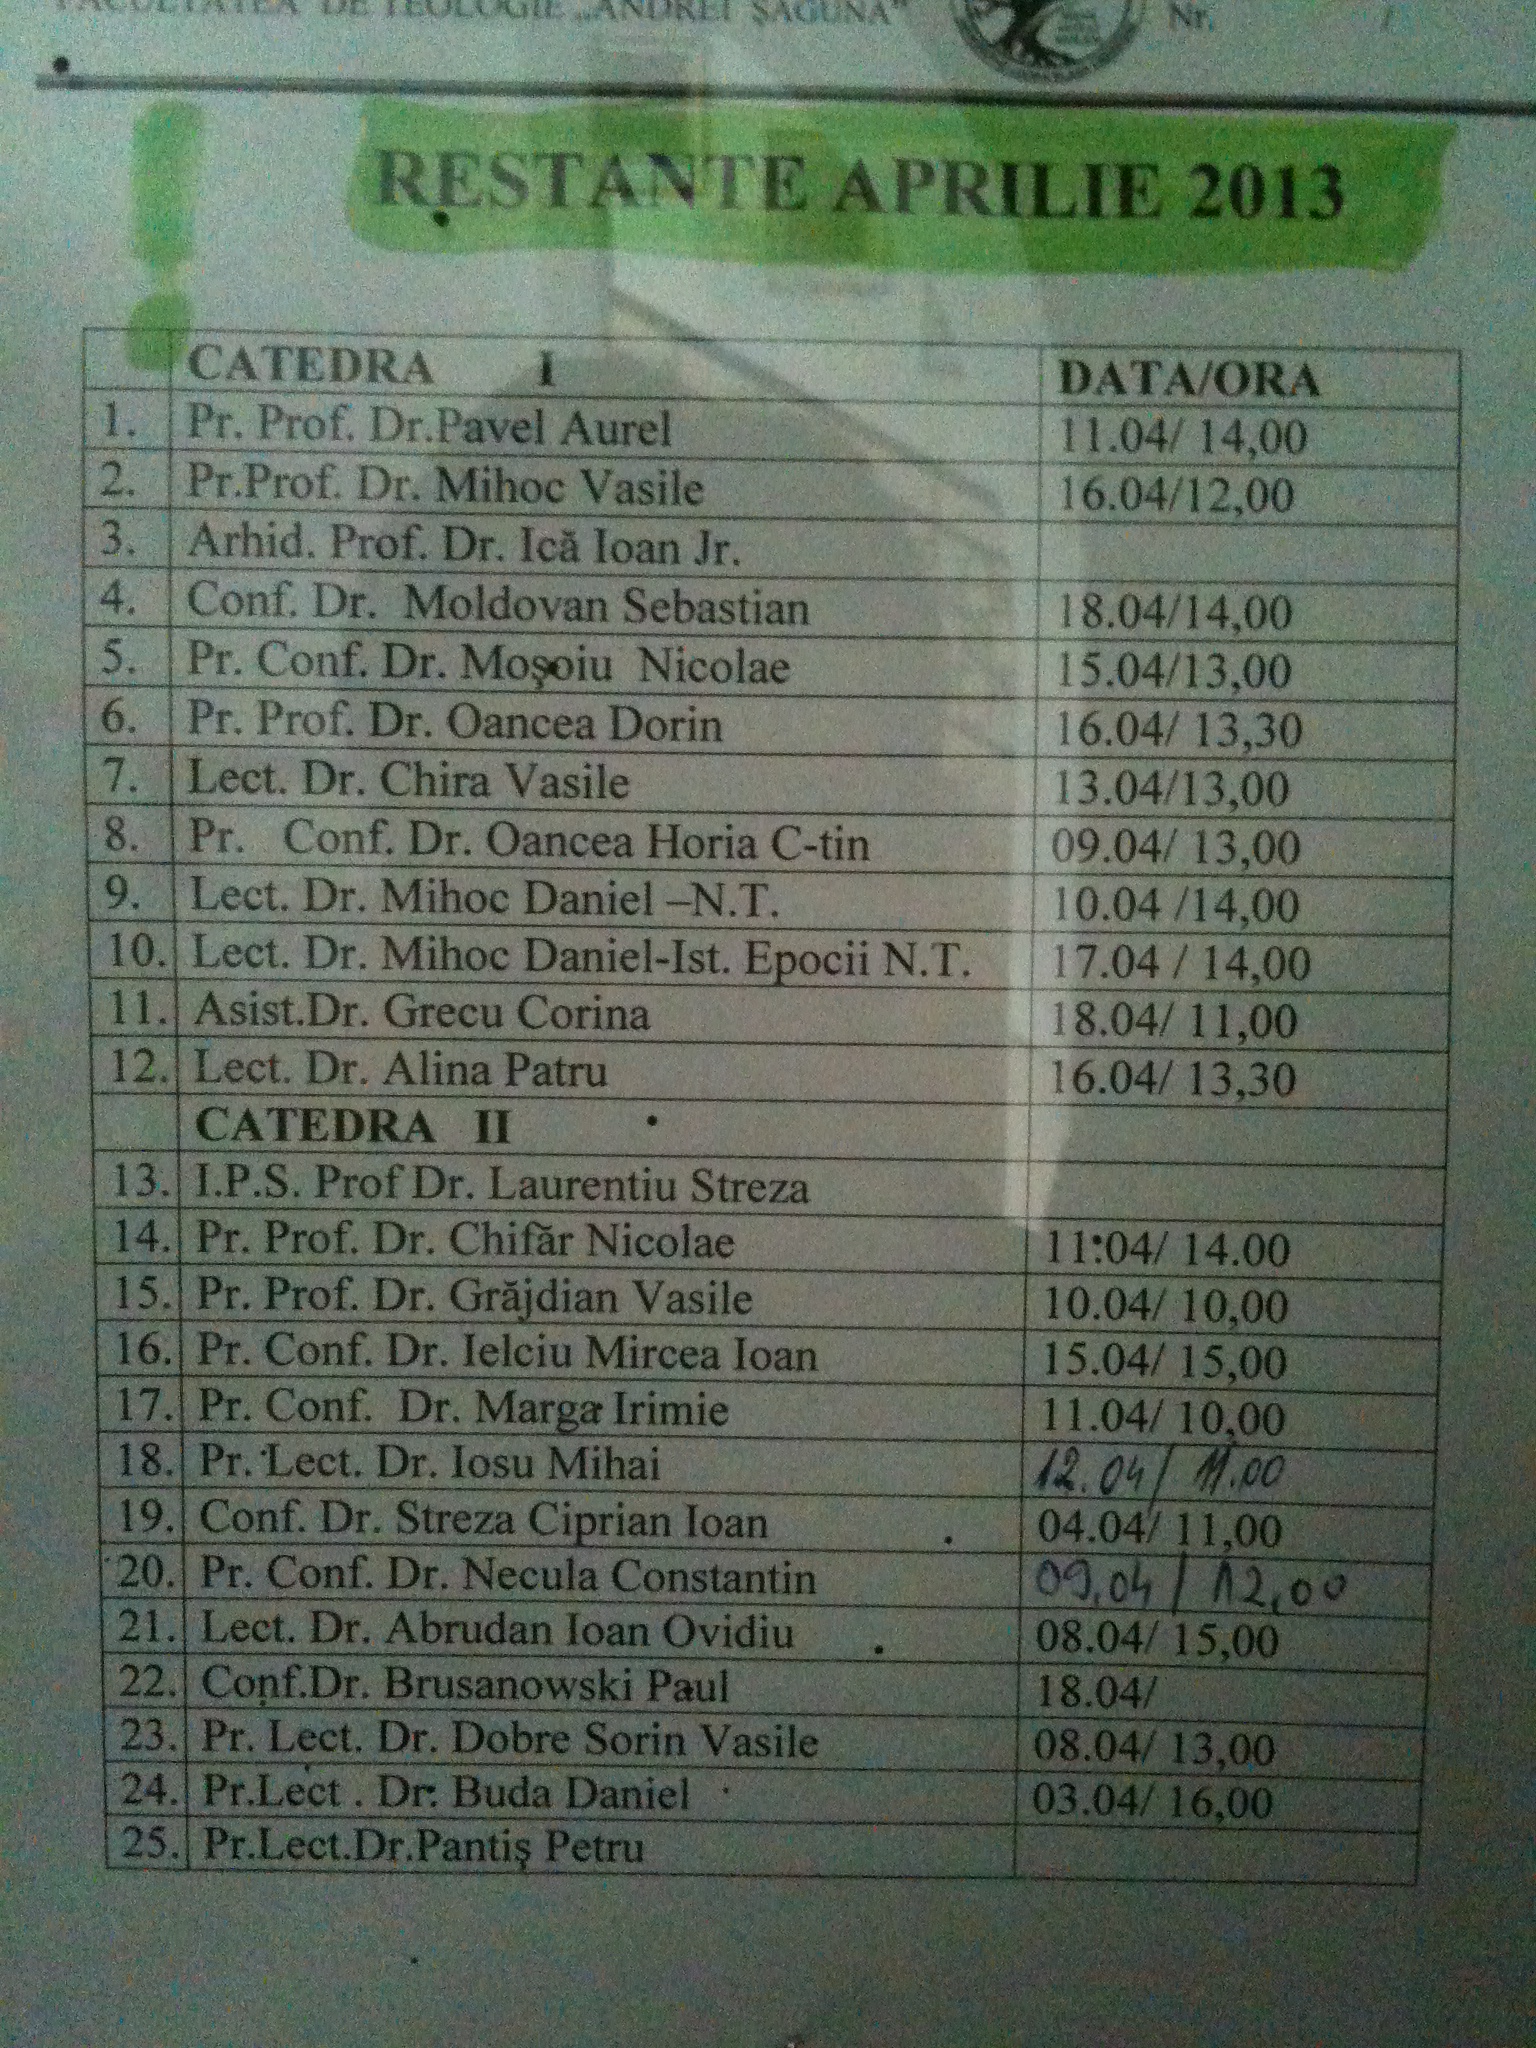 FACULTATEA DE TEOLOGIE „ANDREI ŞAGUNA” Nr. /
RESTANTE APRILIE 2013
CATEDRA I DATA/ORA
1. Pr. Prof. Dr.Pavel Aurel 11.04/ 14,00
2. Pr.Prof. Dr. Mihoc Vasile 16.04/12,00
3. Arhid. Prof. Dr. Ică Ioan Jr.
4. Conf. Dr. Moldovan Sebastian 18.04/14,00
5. Pr. Conf. Dr. Moşoiu Nicolae 15.04/13,00
6. Pr. Prof. Dr. Oancea Dorin 16.04/ 13,30
7. Lect. Dr. Chira Vasile 13.04/13,00
8. Pr. Conf. Dr. Oancea Horia C-tin 09.04/ 13,00
9. Lect. Dr. Mihoc Daniel –N.T. 10.04 /14,00
10. Lect. Dr. Mihoc Daniel-Ist. Epocii N.T. 17.04 / 14,00
11. Asist.Dr. Grecu Corina 18.04/ 11,00
12. Lect. Dr. Alina Patru 16.04/ 13,30
CATEDRA II
13. I.P.S. Prof Dr. Laurentiu Streza
14. Pr. Prof. Dr. Chifăr Nicolae 11:04/ 14.00
15. Pr. Prof. Dr. Grăjdian Vasile 10.04/ 10,00
16. Pr. Conf. Dr. Ielciu Mircea Ioan 15.04/ 15,00
17. Pr. Conf. Dr. Marga Irimie 11.04/ 10,00
18. Pr. Lect. Dr. Iosu Mihai 12.04/ 11.00
19. Conf. Dr. Streza Ciprian Ioan 04.04/ 11,00
20. Pr. Conf. Dr. Necula Constantin 09.04/ 12,00
21. Lect. Dr. Abrudan Ioan Ovidiu 08.04/ 15,00
22. Conf.Dr. Brusanowski Paul 18.04/
23. Pr. Lect. Dr. Dobre Sorin Vasile 08.04/ 13,00
24. Pr.Lect . Dr. Buda Daniel 03.04/ 16,00
25. Pr.Lect.Dr.Pantiş Petru